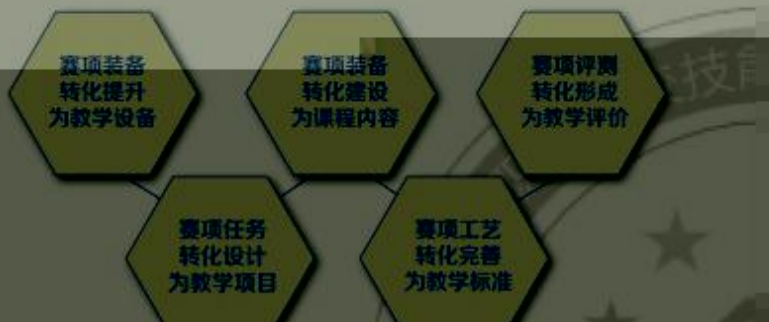 赛项装备
转化提升
为教学设备
赛项装备
转化建设
为课程内容
赛项评测
转化形成
为教学评价
技能
赛项任务
转化设计
为教学项目
赛项工艺
转化完善
为教学标准